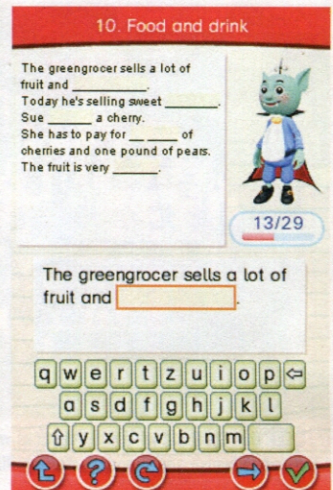 10. Food and drink
The greengrocer sells a lot of
fruit and __________.
Today he's selling sweet _______.
Sue ______ a cherry.
She has to pay for __ ____ of
cherries and one pound of pears.
The fruit is very ______.
13/29
The greengrocer sells a lot of
fruit and .
q w e r t z u i o p ⇦
a s d f g h j k l
⇧ y x c v b n m
?